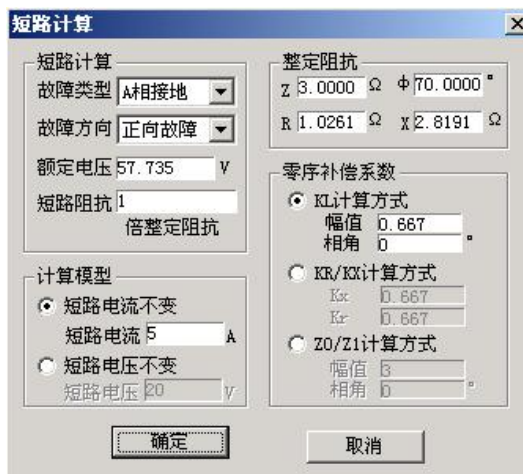 短路计算
短路计算
故障类型 A相接地
故障方向 正向故障
额定电压 57.735 V
短路阻抗 1
倍整定阻抗
计算模型
短路电流不变
短路电流 5 A
短路电压不变
短路电压 20 V
整定阻抗
Z 3.0000 Ω Φ 70.0000 °
R 1.0261 Ω X 2.8191 Ω
零序补偿系数
KL计算方式
幅值 0.667
相角 0 °
KR/KX计算方式
Kx 0.667
Kr 0.667
Z0/Z1计算方式
幅值 3
相角 0 °
确定
取消